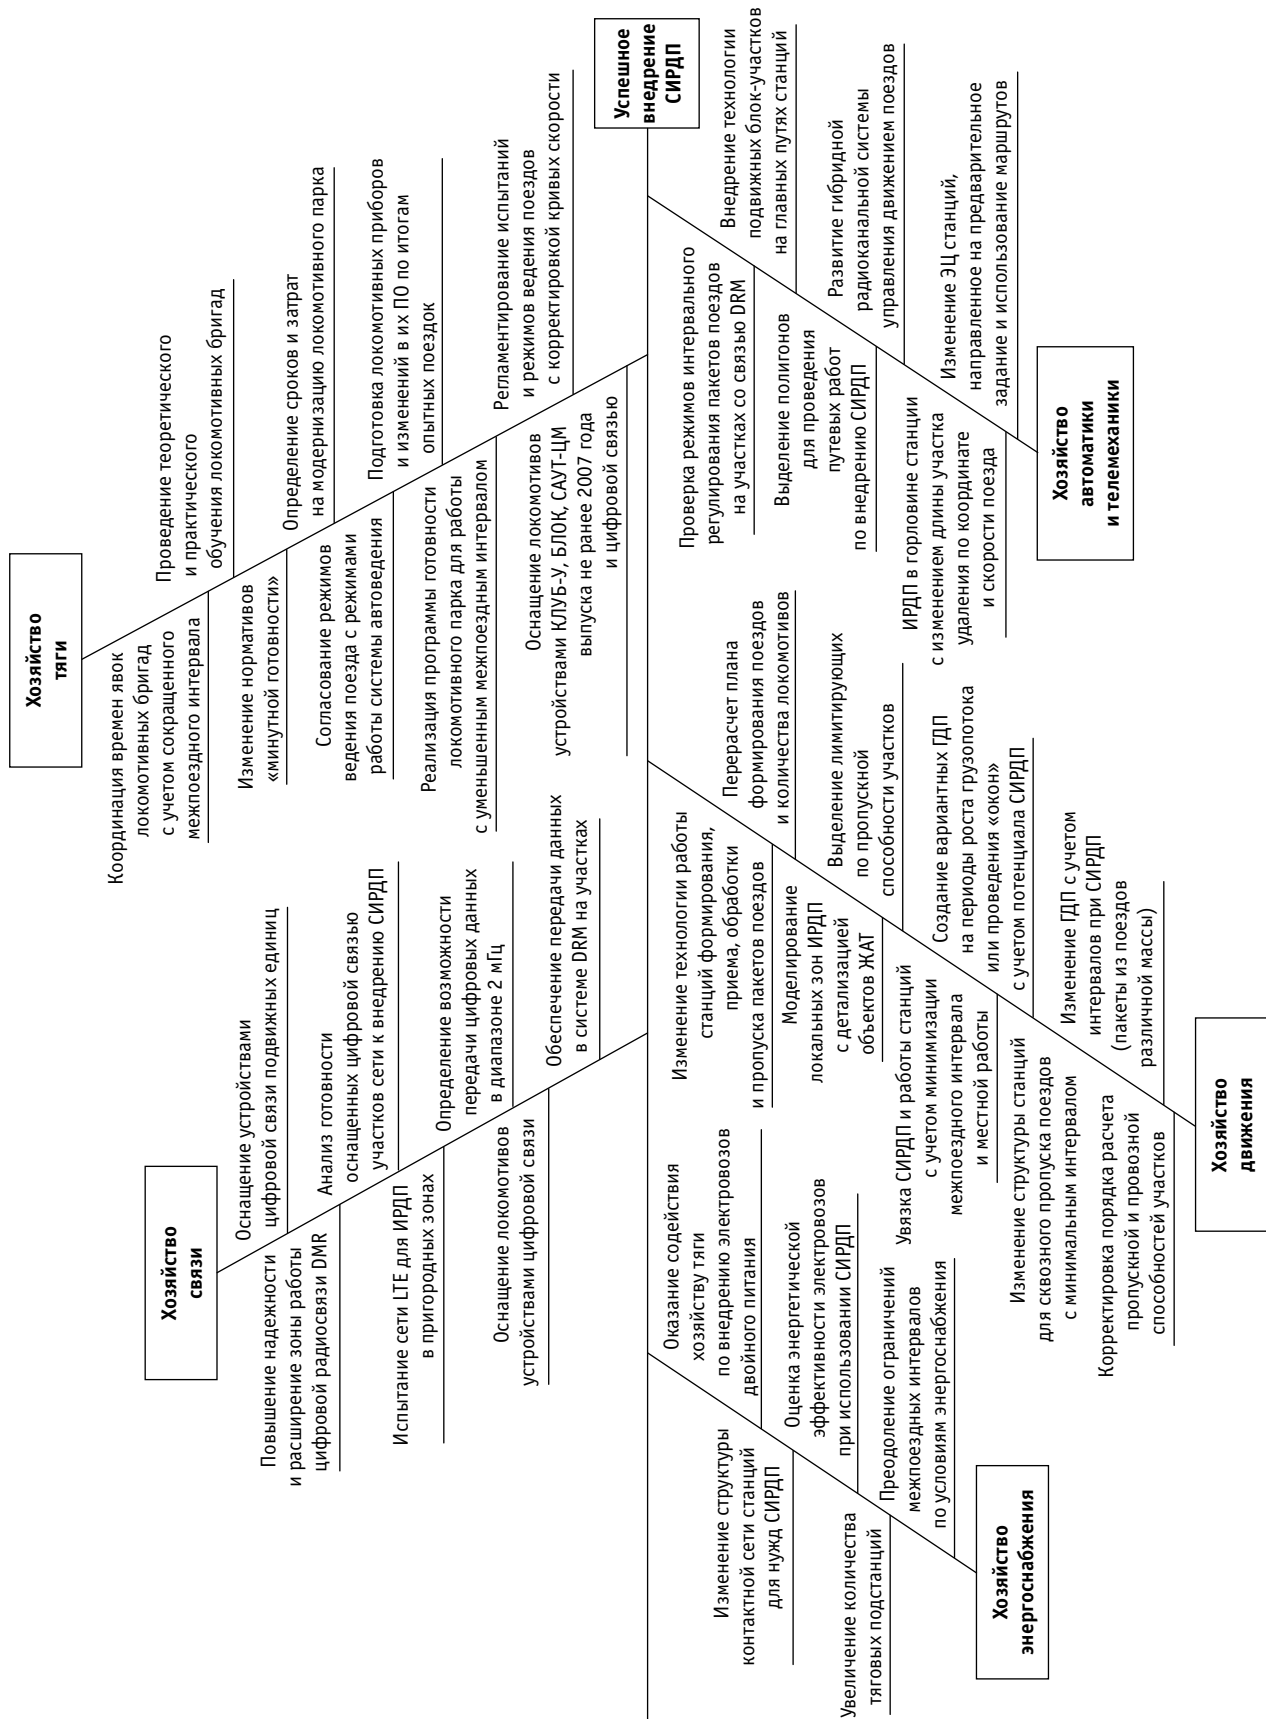 Хозяйство
связи
Повышение надежности
и расширение зоны работы
цифровой радиосвязи DMR
Испытание сети LTE для ИРДП
в пригородных зонах
Оснащение локомотивов
устройствами цифровой связи
Оснащение устройствами
цифровой связи подвижных единиц
Анализ готовности
оснащенных цифровой связью
участков сети к внедрению СИРДП
Определение возможности
передачи цифровых данных
в диапазоне 2 мГц
Обеспечение передачи данных
в системе DRM на участках
Хозяйство
тяги
Координация времен явок
локомотивных бригад
с учетом сокращенного
межпоездного интервала
Изменение нормативов
«минутной готовности»
Согласование режимов
ведения поезда с режимами
работы системы автоведения
Реализация программы готовности
локомотивного парка для работы
с уменьшенным межпоездным интервалом
Оснащение локомотивов
устройствами КЛУБ-У, БЛОК, САУТ-ЦМ
выпуска не ранее 2007 года
и цифровой связью
Проведение теоретического
и практического
обучения локомотивных бригад
Определение сроков и затрат
на модернизацию локомотивного парка
Подготовка локомотивных приборов
и изменений в их ПО по итогам
опытных поездок
Регламентирование испытаний
и режимов ведения поездов
с корректировкой кривых скорости
Успешное
внедрение
СИРДП
Изменение структуры
контактной сети станций
для нужд СИРДП
Увеличение количества
тяговых подстанций
Оказание содействия
хозяйству тяги
по внедрению электровозов
двойного питания
Оценка энергетической
эффективности электровозов
при использовании СИРДП
Преодоление ограничений
межпоездных интервалов
по условиям энергоснабжения
Хозяйство
энергоснабжения
Изменение технологии работы
станций формирования,
приема, обработки
и пропуска пакетов поездов
Моделирование
локальных зон ИРДП
с детализацией
объектов ЖАТ
Увязка СИРДП и работы станций
с учетом минимизации
межпоездного интервала
и местной работы
Изменение структуры станций
для сквозного пропуска поездов
с минимальным интервалом
Корректировка порядка расчета
пропускной и провозной
способностей участков
Перерасчет плана
формирования поездов
и количества локомотивов
Выделение лимитирующих
по пропускной
способности участков
Создание вариантных ГДП
на периоды роста грузопотока
или проведения «окон»
с учетом потенциала СИРДП
Изменение ГДП с учетом
интервалов при СИРДП
(пакеты из поездов
различной массы)
Хозяйство
движения
Проверка режимов интервального
регулирования пакетов поездов
на участках со связью DRM
Выделение полигонов
для проведения
путевых работ
по внедрению СИРДП
ИРДП в горловине станции
с изменением длины участка
удаления по координате
и скорости поезда
Внедрение технологии
подвижных блок-участков
на главных путях станций
Развитие гибридной
радиоканальной системы
управления движением поездов
Изменение ЭЦ станций,
направленное на предварительное
задание и использование маршрутов
Хозяйство
автоматики
и телемеханики